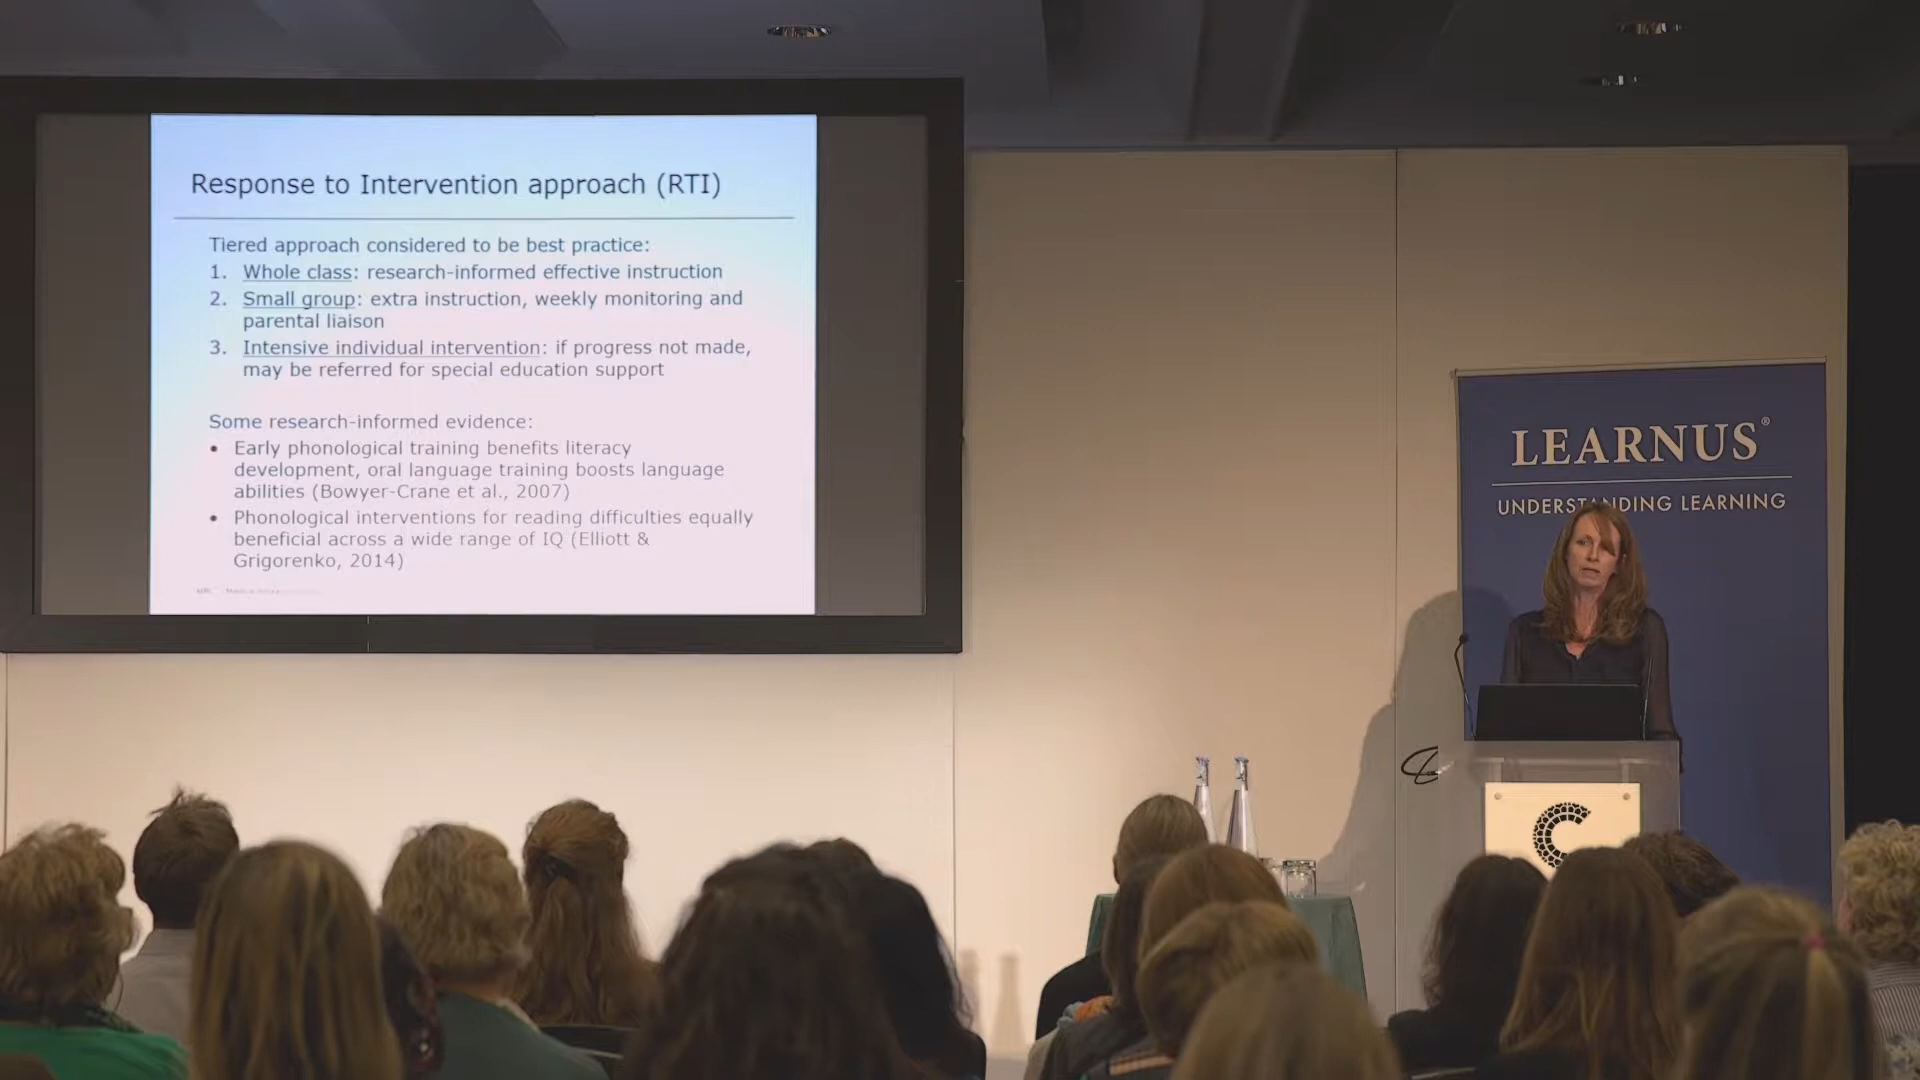 Response to Intervention approach (RTI)
Tiered approach considered to be best practice:
1. Whole class: research-informed effective instruction
2. Small group: extra instruction, weekly monitoring and
parental liaison
3. Intensive individual intervention: if progress not made,
may be referred for special education support
Some research-informed evidence:
• Early phonological training benefits literacy
development, oral language training boosts language
abilities (Bowyer-Crane et al., 2007)
• Phonological interventions for reading difficulties equally
beneficial across a wide range of IQ (Elliott &
Grigorenko, 2014)
LEARNUS®
UNDERSTANDING LEARNING